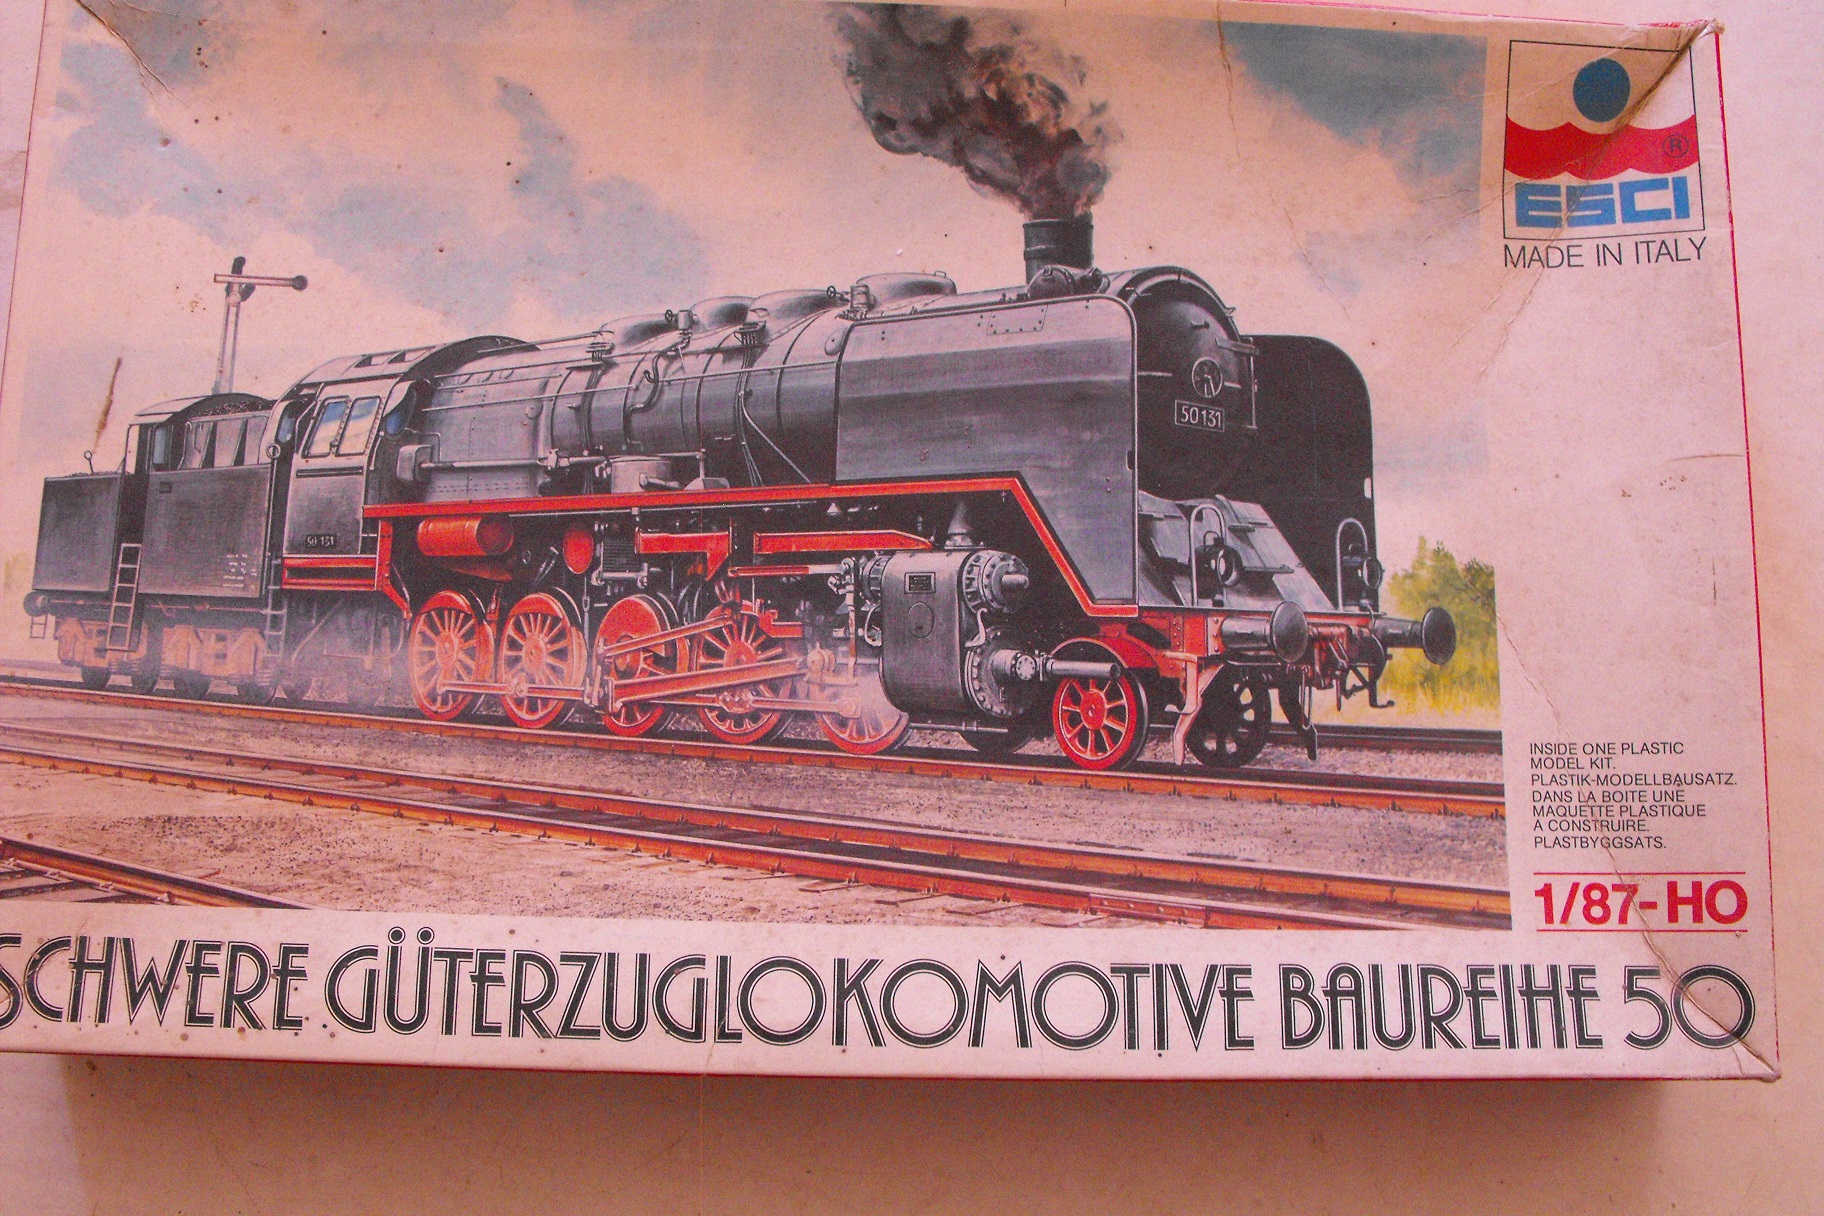 ESCI
®
MADE IN ITALY
50 131
50 131
INSIDE ONE PLASTIC
MODEL KIT.
PLASTIK-MODELLBAUSATZ.
DANS LA BOITE UNE
MAQUETTE PLASTIQUE
A CONSTRUIRE.
PLASTBYGGSATS.
1/87-HO
SCHWERE GÜTERZUGLOKOMOTIVE BAUREIHE 50